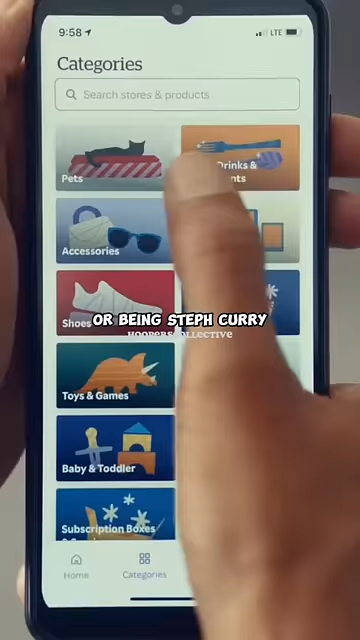 9:58
LTE
Categories
Search stores & products
Pets
Drinks &
Accessories
Shoes
OR BEING STEPH CURRY
HOOPERSCOLLECTIVE
Toys & Games
Baby & Toddler
Subscription Boxes
Home
Categories